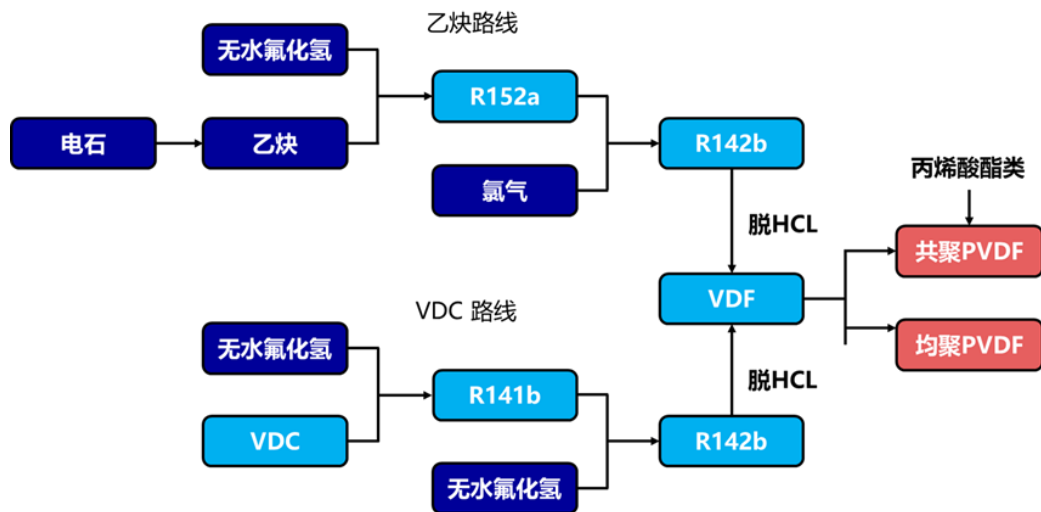 乙炔路线
无水氟化氢
R152a
电石
乙炔
R142b
氯气
丙烯酸酯类
脱HCL
共聚PVDF
VDF
VDC 路线
无水氟化氢
均聚PVDF
脱HCL
R141b
VDC
R142b
无水氟化氢